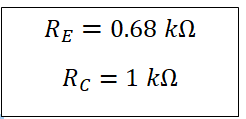 R_E = 0.68 kΩ
R_C = 1 kΩ